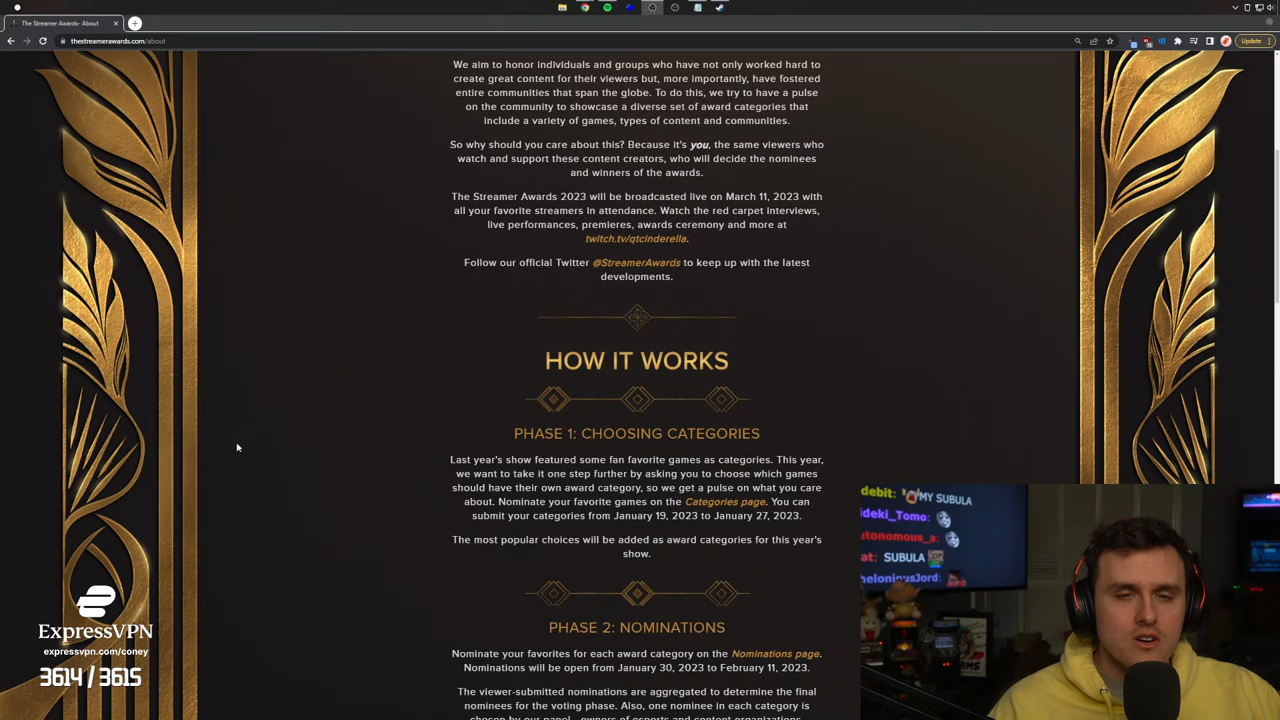 The Streamer Awards- About
thestreamerawards.com/about
Update
We aim to honor individuals and groups who have not only worked hard to
create great content for their viewers but, more importantly, have fostered
entire communities that span the globe. To do this, we try to have a pulse
on the community to showcase a diverse set of award categories that
include a variety of games, types of content and communities.
So why should you care about this? Because it's you, the same viewers who
watch and support these content creators, who will decide the nominees
and winners of the awards.
The Streamer Awards 2023 will be broadcasted live on March 11, 2023 with
all your favorite streamers in attendance. Watch the red carpet interviews,
live performances, premieres, awards ceremony and more at
twitch.tv/qtcinderella.
Follow our official Twitter @StreamerAwards to keep up with the latest
developments.
HOW IT WORKS
PHASE 1: CHOOSING CATEGORIES
Last year's show featured some fan favorite games as categories. This year,
we want to take it one step further by asking you to choose which games
should have their own award category, so we get a pulse on what you care
about. Nominate your favorite games on the Categories page. You can
submit your categories from January 19, 2023 to January 27, 2023.
The most popular choices will be added as award categories for this year's
show.
PHASE 2: NOMINATIONS
Nominate your favorites for each award category on the Nominations page.
Nominations will be open from January 30, 2023 to February 11, 2023.
The viewer-submitted nominations are aggregated to determine the final
nominees for the voting phase. Also, one nominee in each category is
chosen by our panel - owners of esports and content organizations
ExpressVPN
expressvpn.com/coney
3614 / 3615
debit: MY SUBULA
ideki_Tomo:
utonomous_a:
at: SUBULA
heloniousJord: